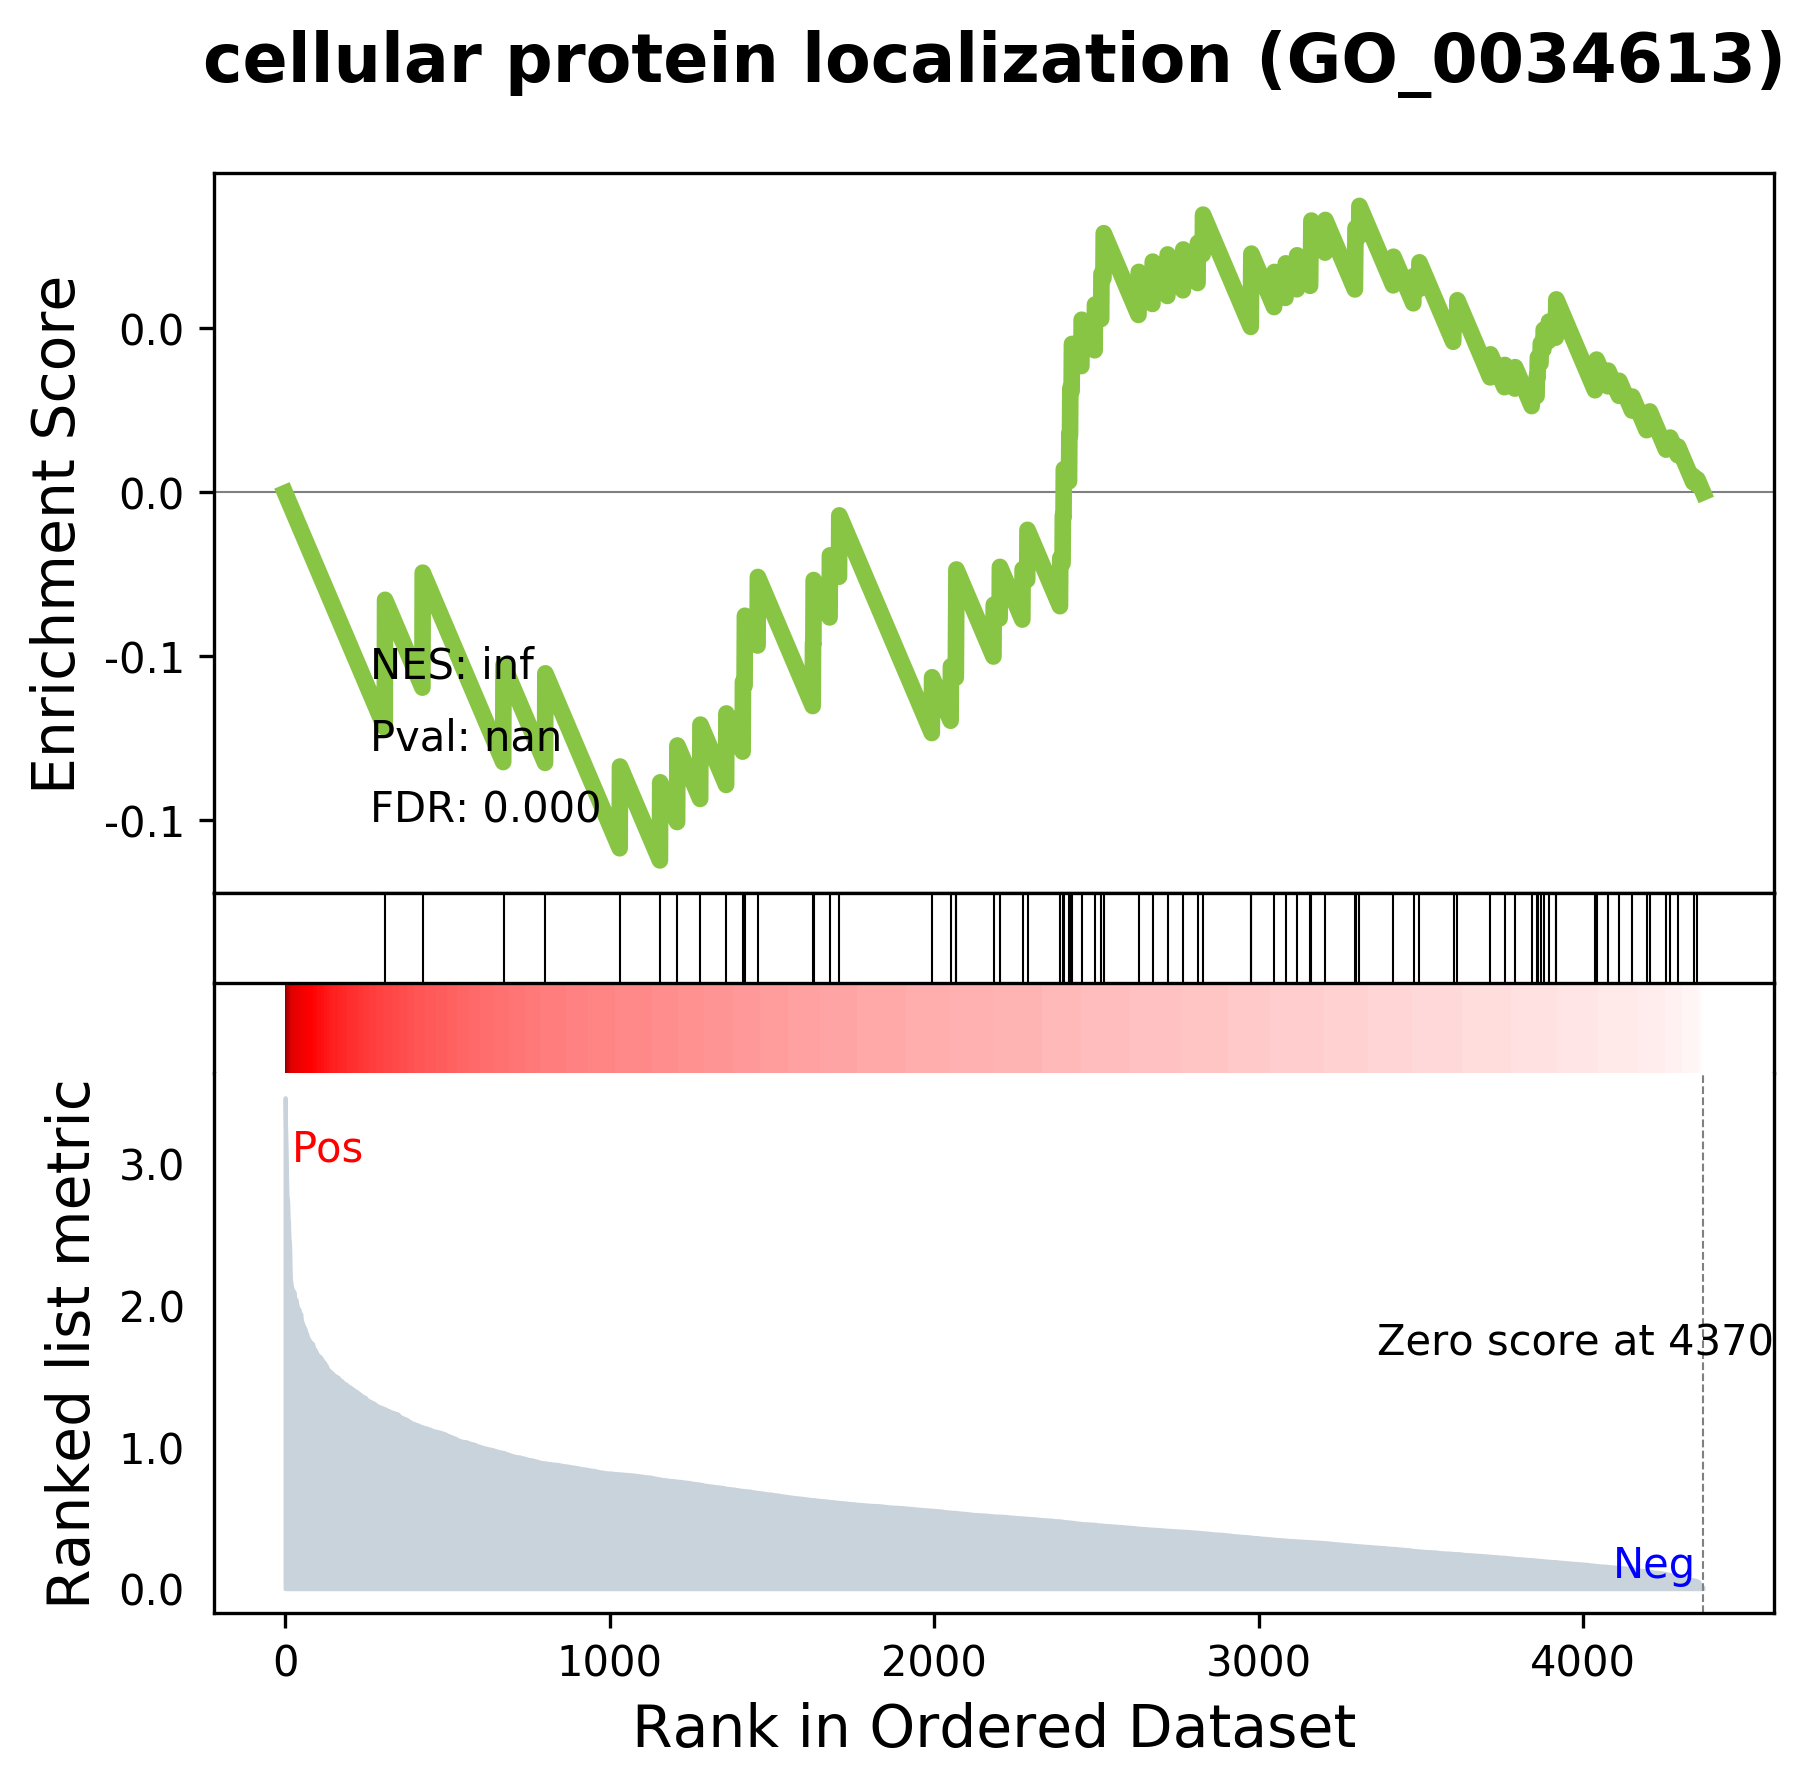 cellular protein localization (GO_0034613)
Enrichment Score
0.0
0.0
-0.1
-0.1
NES: inf
Pval: nan
FDR: 0.000
Ranked list metric
3.0
2.0
1.0
0.0
Pos
Zero score at 4370
Neg
0 1000 2000 3000 4000
Rank in Ordered Dataset